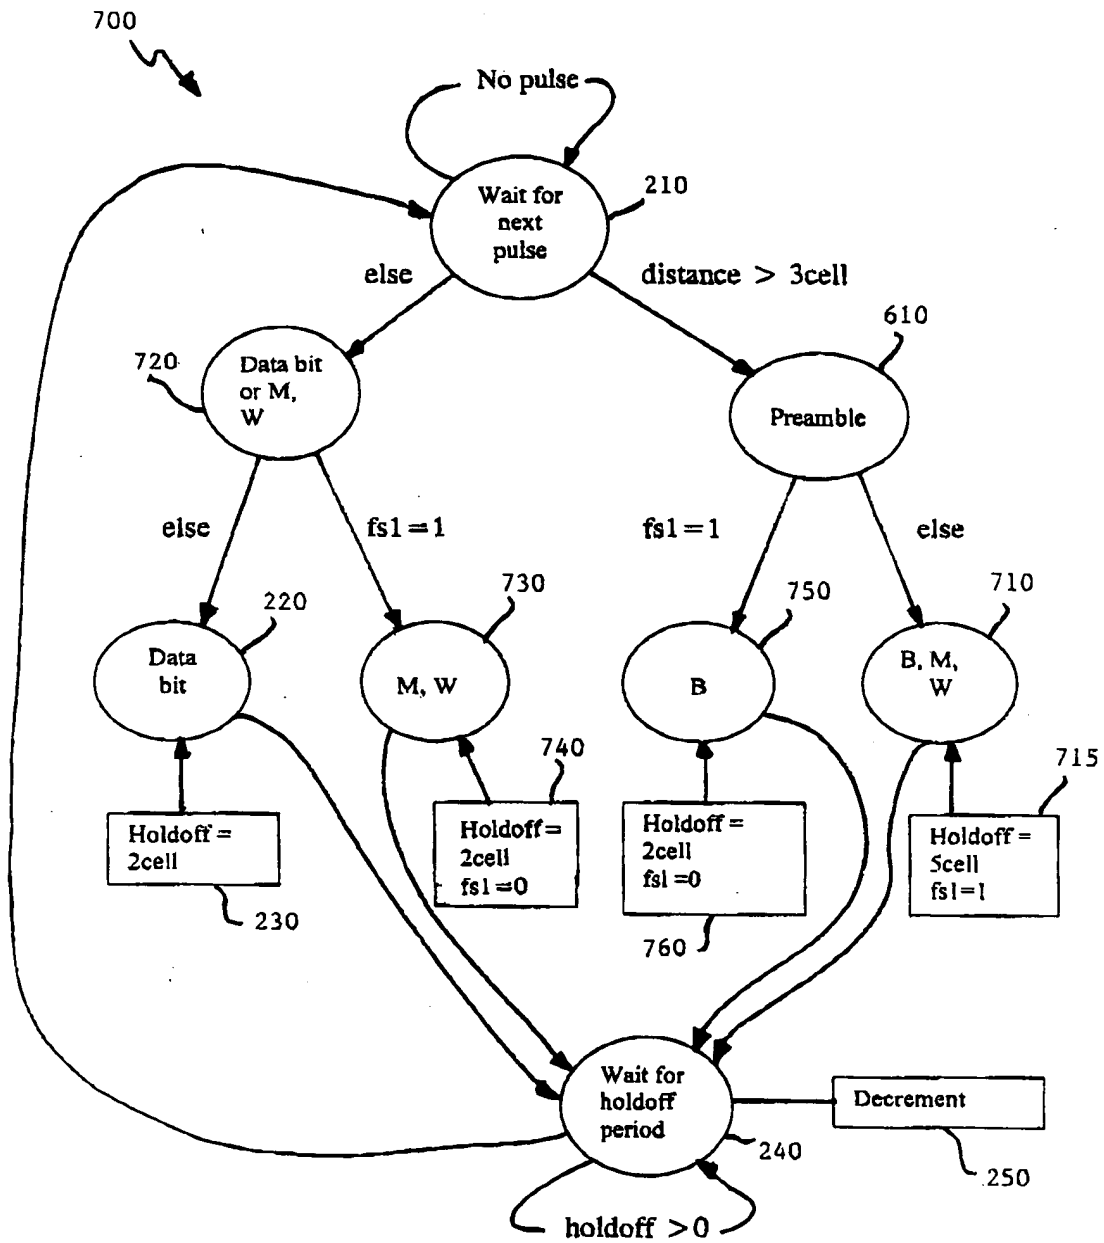 700
No pulse
Wait for
next
pulse
210
else
distance > 3cell
610
720
Data bit
or M,
W
Preamble
else
fs1=1
fs1=1
else
220
730
750
710
Data
bit
M, W
B
B, M,
W
740
715
Holdoff =
2cell
Holdoff=
2cell
fs1=0
Holdoff =
2cell
fs1=0
Holdoff =
5cell
fs1=1
230
760
Wait for
holdoff
period
Decrement
240
250
holdoff >0